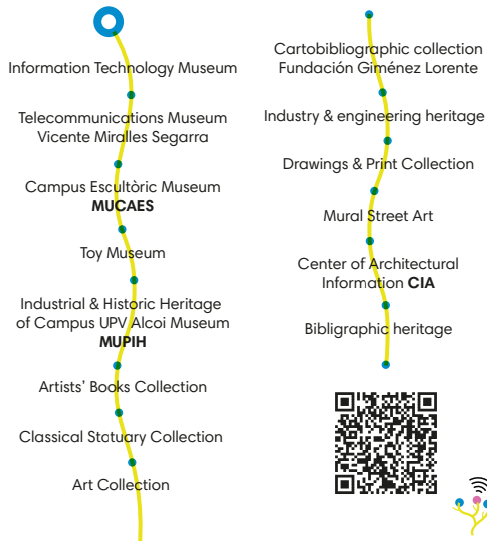 Information Technology Museum
Telecommunications Museum
Vicente Miralles Segarra
Campus Escultòric Museum
MUCAES
Toy Museum
Industrial & Historic Heritage
of Campus UPV Alcoi Museum
MUPIH
Artists' Books Collection
Classical Statuary Collection
Art Collection
Cartobibliographic collection
Fundación Giménez Lorente
Industry & engineering heritage
Drawings & Print Collection
Mural Street Art
Center of Architectural
Information CIA
Bibligraphic heritage